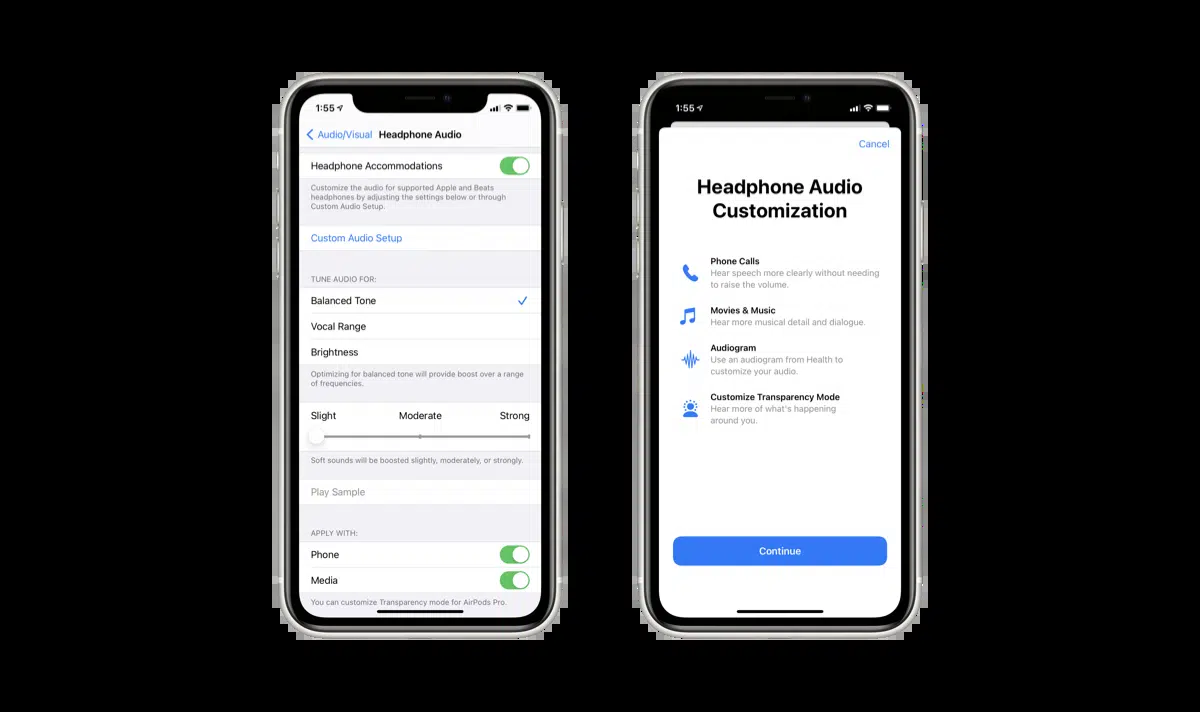 1:55
Audio/Visual Headphone Audio
Headphone Accommodations
Customize the audio for supported Apple and Beats
headphones by adjusting the settings below or through
Custom Audio Setup.
Custom Audio Setup
TUNE AUDIO FOR:
Balanced Tone
Vocal Range
Brightness
Optimizing for balanced tone will provide boost over a range
of frequencies.
Slight Moderate Strong
Soft sounds will be boosted slightly, moderately, or strongly.
Play Sample
APPLY WITH:
Phone
Media
You can customize Transparency mode for AirPods Pro.
1:55
Cancel
Headphone Audio
Customization
Phone Calls
Hear speech more clearly without needing
to raise the volume.
Movies & Music
Hear more musical detail and dialogue.
Audiogram
Use an audiogram from Health to
customize your audio.
Customize Transparency Mode
Hear more of what's happening
around you.
Continue